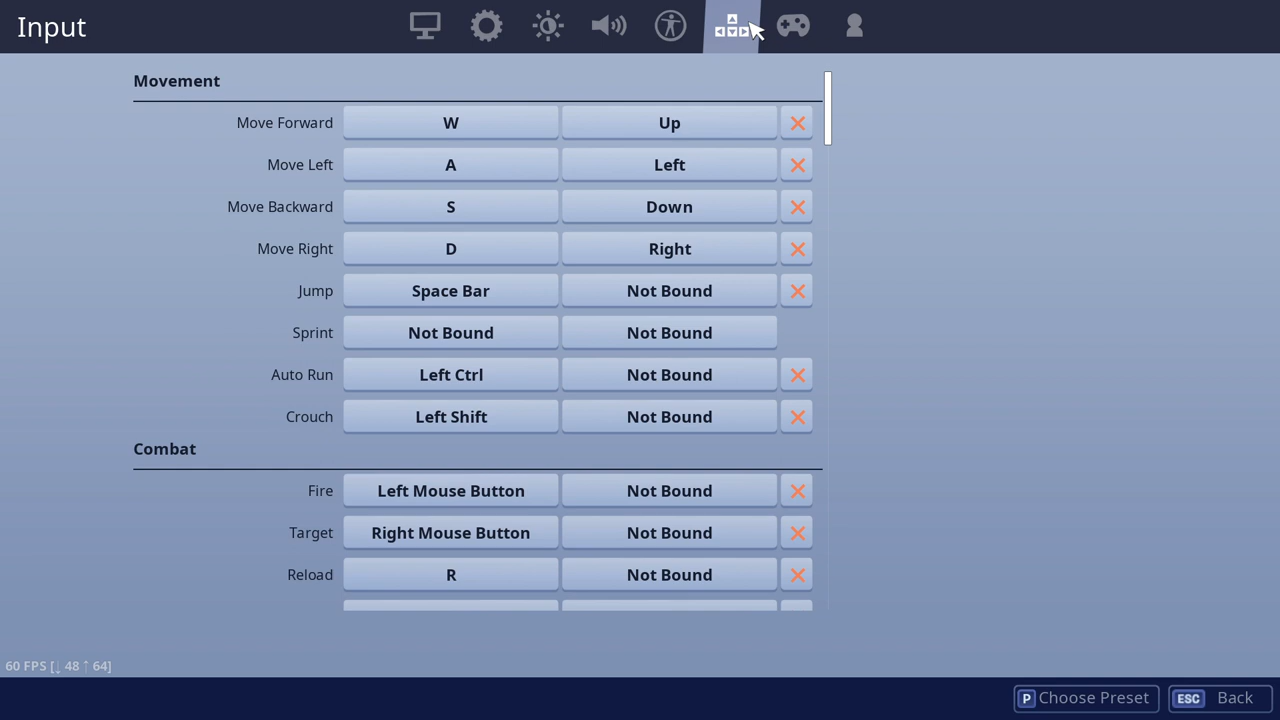 Input
Movement
Move Forward W Up
Move Left A Left
Move Backward S Down
Move Right D Right
Jump Space Bar Not Bound
Sprint Not Bound Not Bound
Auto Run Left Ctrl Not Bound
Crouch Left Shift Not Bound
Combat
Fire Left Mouse Button Not Bound
Target Right Mouse Button Not Bound
Reload R Not Bound
60 FPS [↓ 48 ↑ 64]
P Choose Preset ESC Back